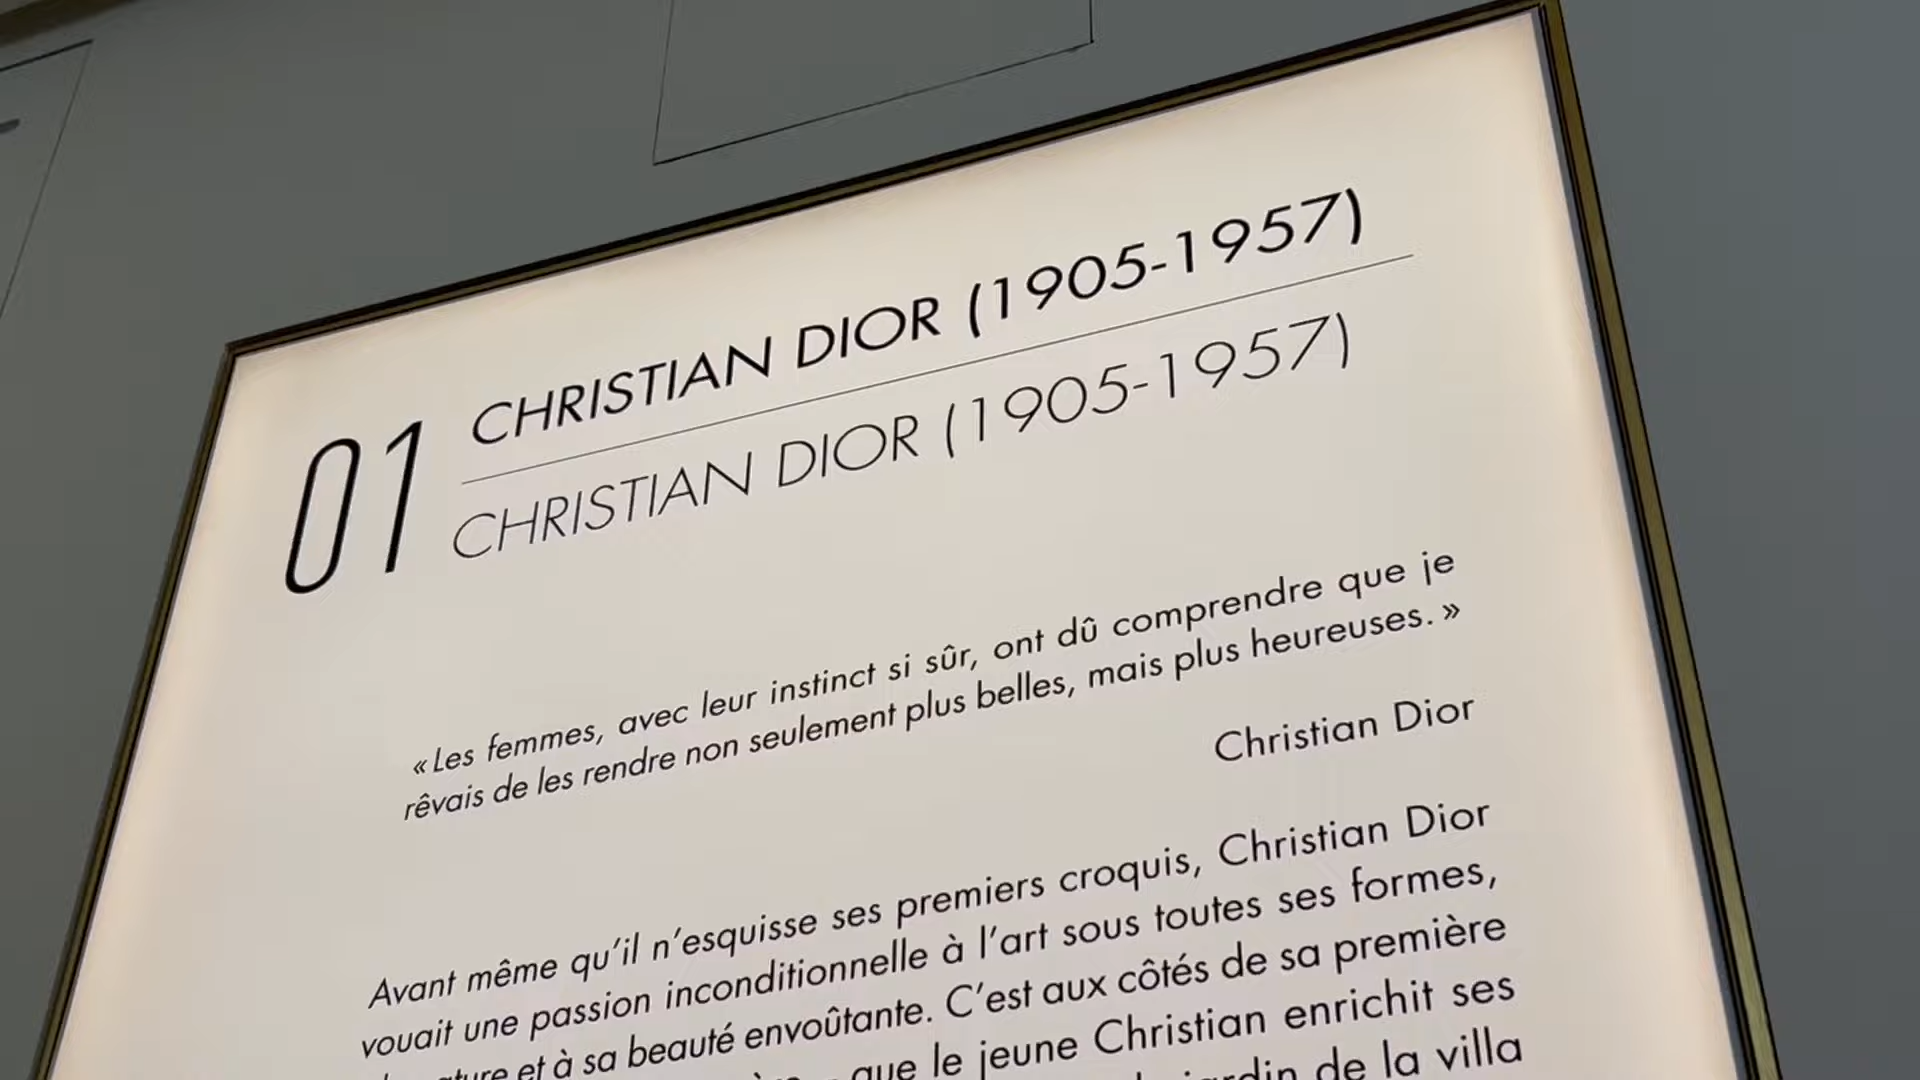 01
CHRISTIAN DIOR (1905-1957)
CHRISTIAN DIOR (1905-1957)
« Les femmes, avec leur instinct si sûr, ont dû comprendre que je
rêvais de les rendre non seulement plus belles, mais plus heureuses. »
Christian Dior
Avant même qu’il n’esquisse ses premiers croquis, Christian Dior
vouait une passion inconditionnelle à l’art sous toutes ses formes,
et à sa beauté envoûtante. C’est aux côtés de sa première
que le jeune Christian enrichit ses
de la villa